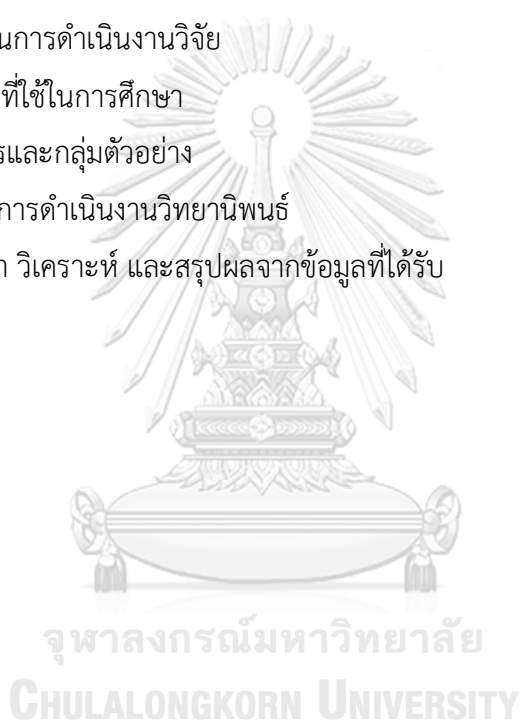 นการดำเนินงานวิจัย
ที่ใช้ในการศึกษา
รและกลุ่มตัวอย่าง
การดำเนินงานวิทยานิพนธ์
า วิเคราะห์ และสรุปผลจากข้อมูลที่ได้รับ
จุฬาลงกรณ์มหาวิทยาลัย
CHULALONGKORN UNIVERSITY